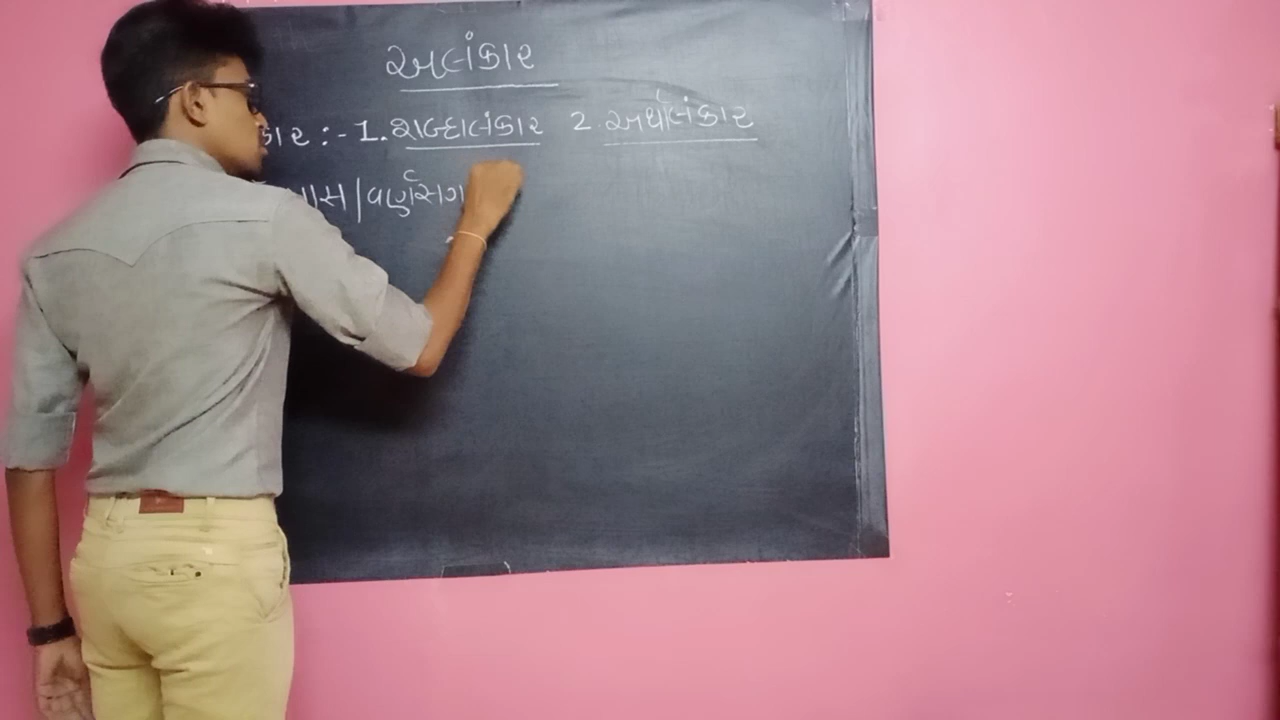 અલંકાર
કાર :- 1. શબ્દાલંકાર 2. અર્થાલંકાર
ાસ / વર્ણસગા